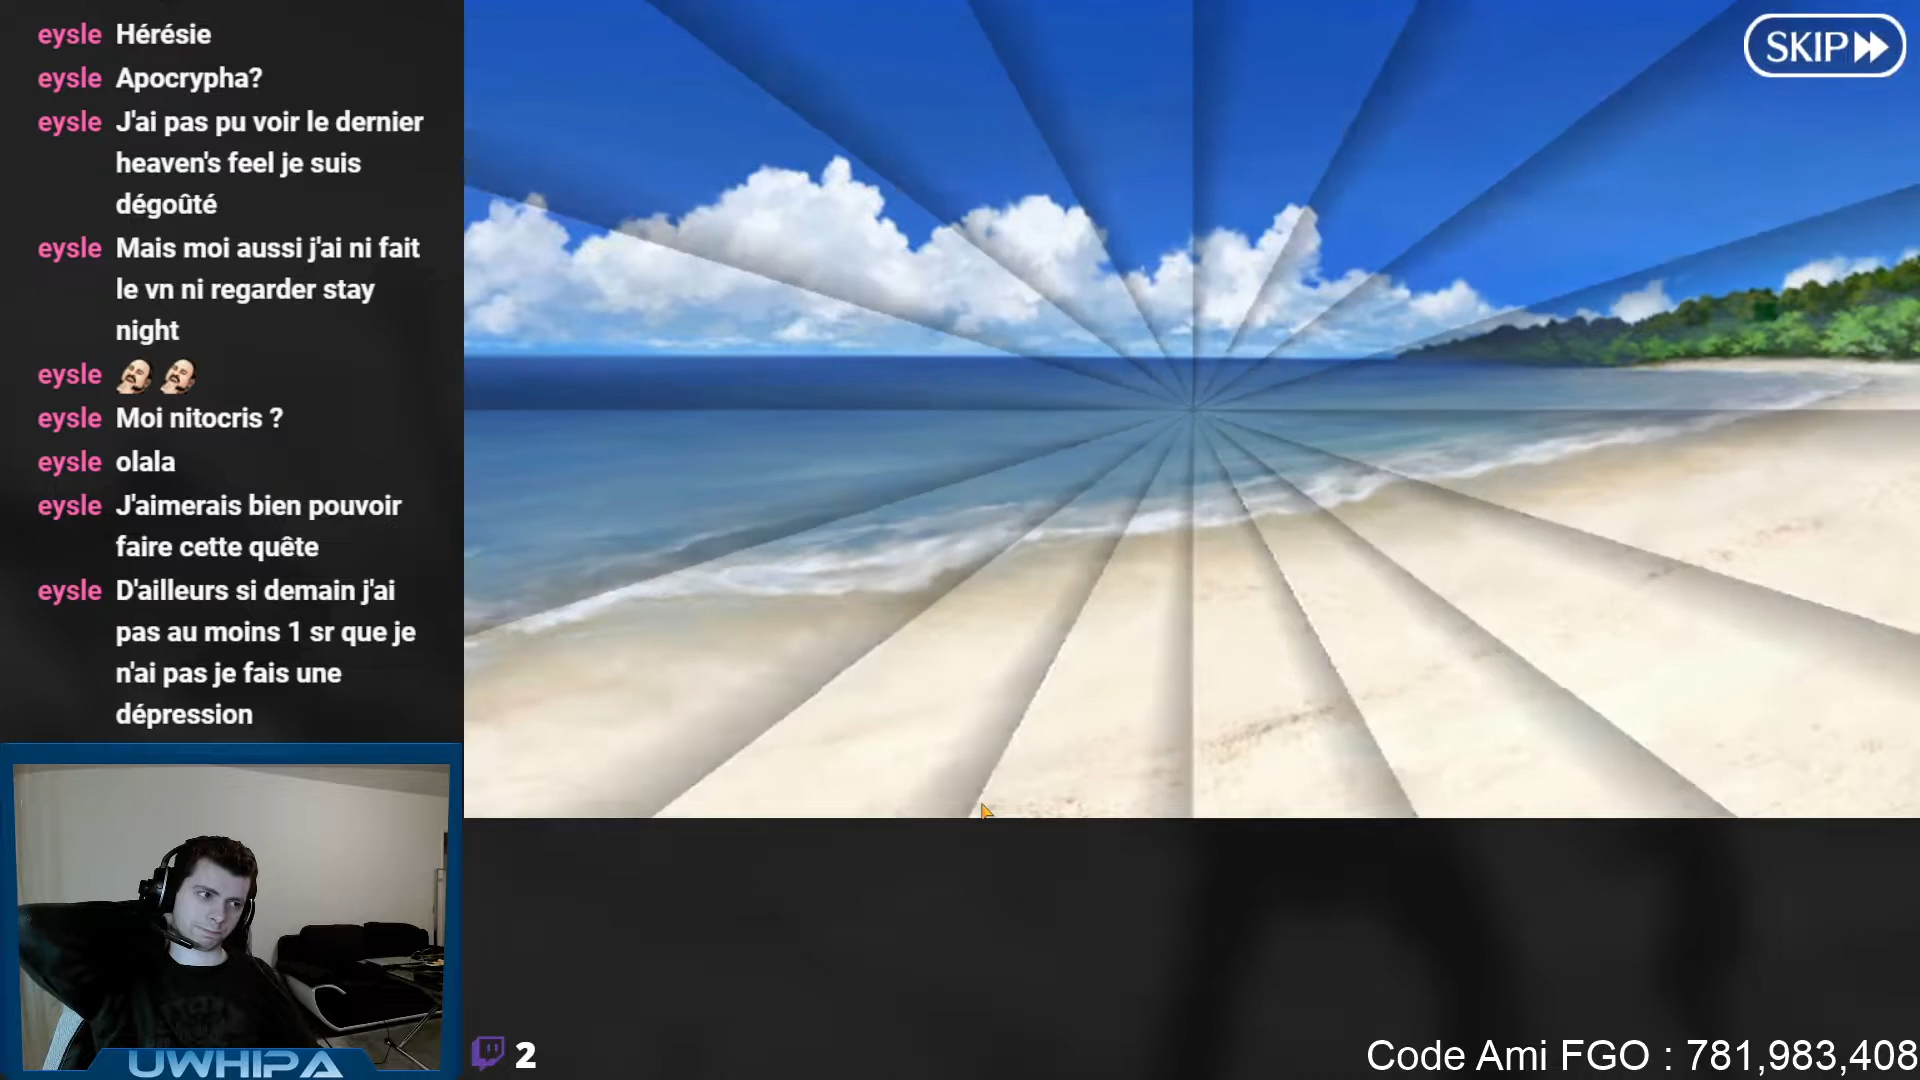 eysle Hérésie
eysle Apocrypha?
eysle J'ai pas pu voir le dernier
heaven's feel je suis
dégoûté
eysle Mais moi aussi j'ai ni fait
le vn ni regarder stay
night
eysle
eysle Moi nitocris ?
eysle olala
eysle J'aimerais bien pouvoir
faire cette quête
eysle D'ailleurs si demain j'ai
pas au moins 1 sr que je
n'ai pas je fais une
dépression
SKIP
UWHIPA
2
Code Ami FGO : 781,983,408